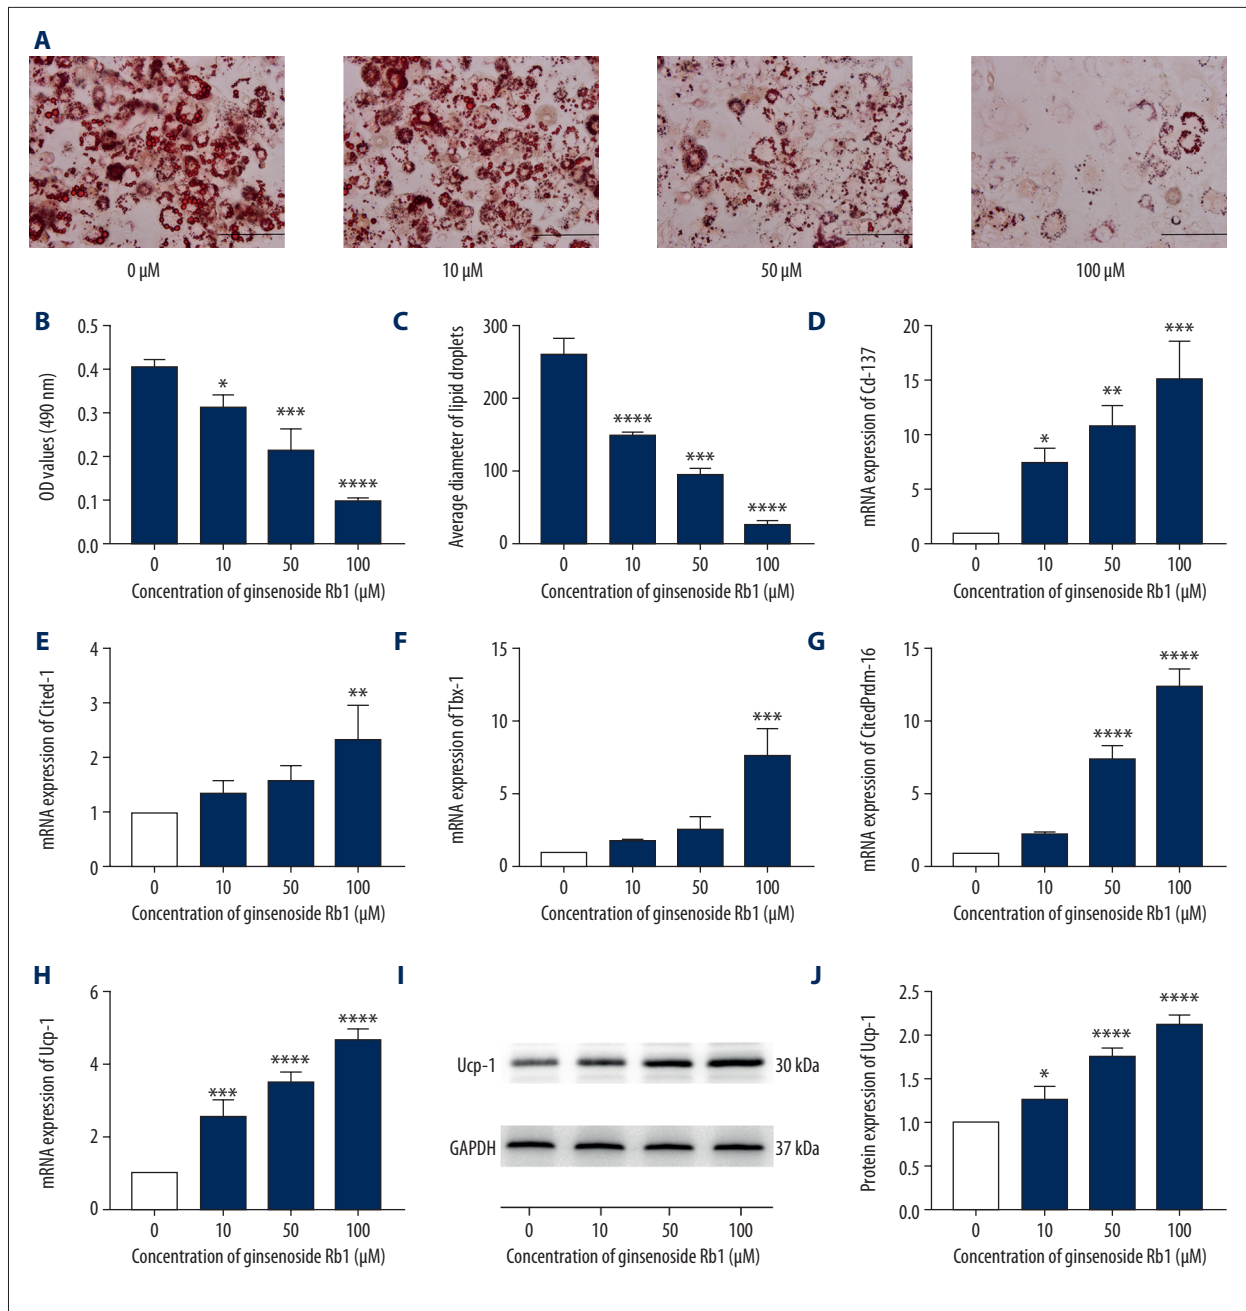 A
0 µM
10 µM
50 µM
100 µM
B
OD values (490 nm)
0.5
0.4
0.3
0.2
0.1
0.0
*
***
****
0
10
50
100
Concentration of ginsenoside Rb1 (µM)
C
Average diameter of lipid droplets
300
200
100
0
****
***
****
0
10
50
100
Concentration of ginsenoside Rb1 (µM)
D
mRNA expression of Cd-137
20
15
10
5
0
*
**
***
0
10
50
100
Concentration of ginsenoside Rb1 (µM)
E
mRNA expression of Cited-1
4
3
2
1
0
**
0
10
50
100
Concentration of ginsenoside Rb1 (µM)
F
mRNA expression of Tbx-1
15
10
5
0
***
0
10
50
100
Concentration of ginsenoside Rb1 (µM)
G
mRNA expression of CitedPrdm-16
15
10
5
0
****
****
0
10
50
100
Concentration of ginsenoside Rb1 (µM)
H
mRNA expression of Ucp-1
6
4
2
0
***
****
****
0
10
50
100
Concentration of ginsenoside Rb1 (µM)
I
Ucp-1
30 kDa
GAPDH
37 kDa
0
10
50
100
Concentration of ginsenoside Rb1 (µM)
J
Protein expression of Ucp-1
2.5
2.0
1.5
1.0
0.5
0.0
*
****
****
0
10
50
100
Concentration of ginsenoside Rb1 (µM)